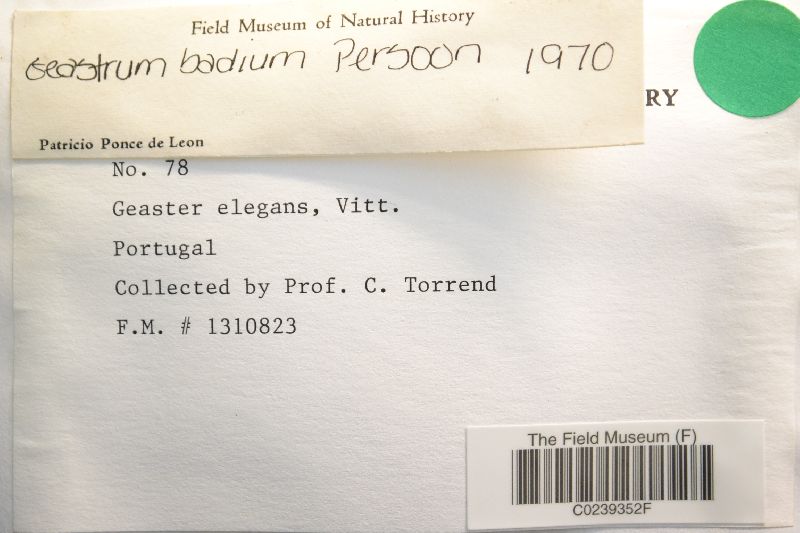 Field Museum of Natural History
Geastrum badium Persoon 1970
RY
Patricio Ponce de Leon
No. 78
Geaster elegans, Vitt.
Portugal
Collected by Prof. C. Torrend
F.M. # 1310823
The Field Museum (F)
C0239352F